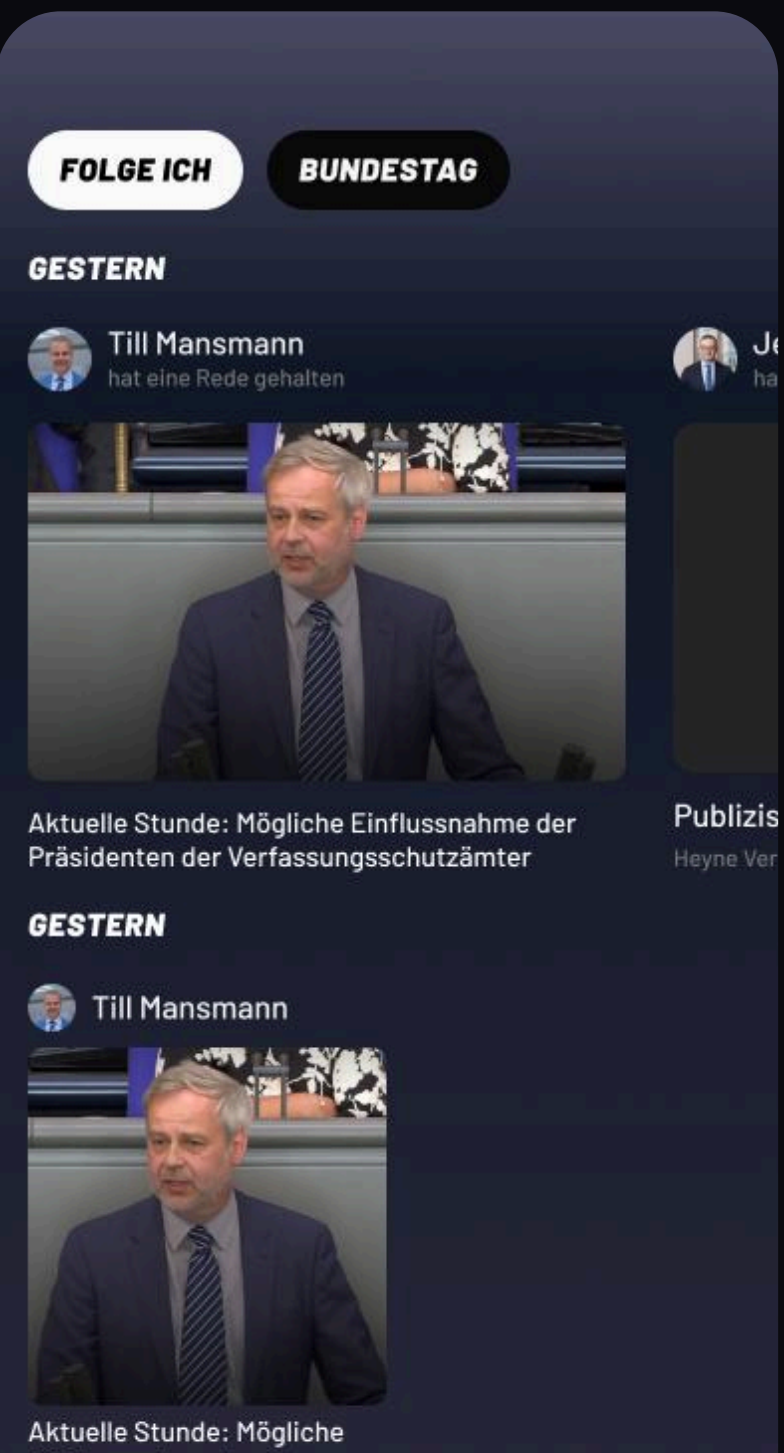 FOLGE ICH
BUNDESTAG
GESTERN
Till Mansmann
hat eine Rede gehalten
Aktuelle Stunde: Mögliche Einflussnahme der
Präsidenten der Verfassungsschutzämter
Heyne
GESTERN
Till Mansmann
Aktuelle Stunde: Mögliche